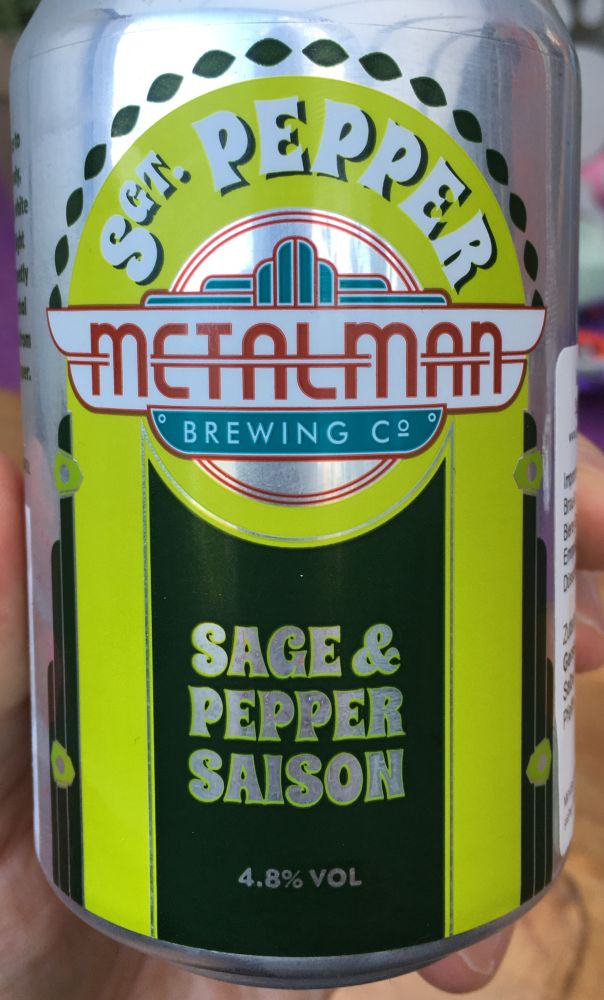 SGT. PEPPER
METALMAN
BREWING Cº
SAGE &
PEPPER
SAISON
4.8% VOL